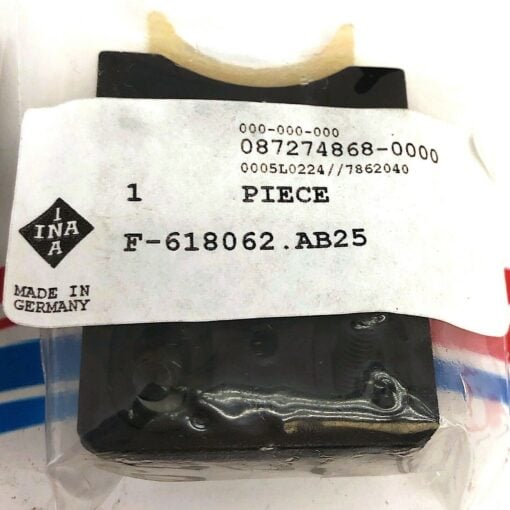 000-000-000
087274868-0000
0005L0224//7862040
1 PIECE
F-618062.AB25
I
INA
A
MADE IN
GERMANY